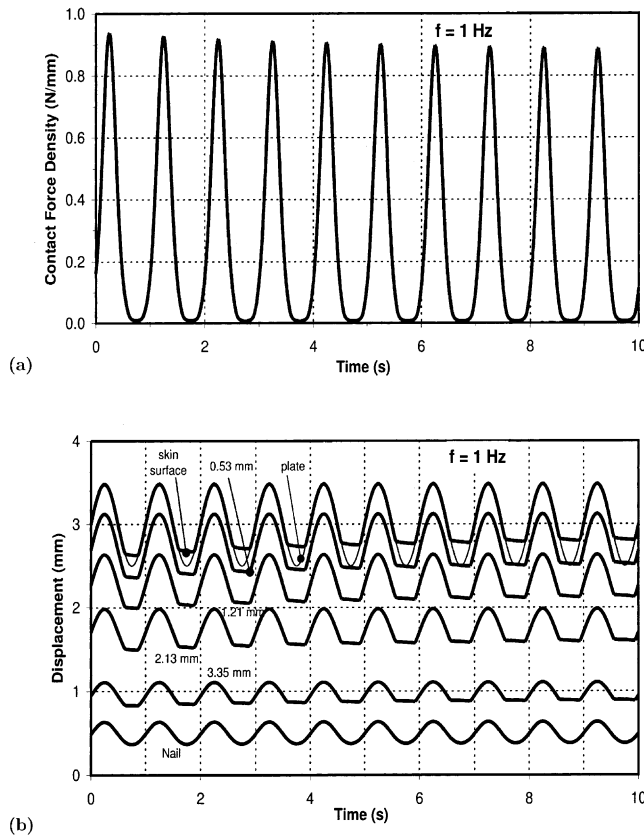 f = 1 Hz
Contact Force Density (N/mm)
1.0
0.8
0.6
0.4
0.2
0.0
0 2 4 6 8 10
Time (s)
(a)
f = 1 Hz
skin
surface
0.53 mm
plate
Displacement (mm)
4
3
2
1
0
1.21 mm
2.13 mm
3.35 mm
Nail
0 2 4 6 8 10
Time (s)
(b)